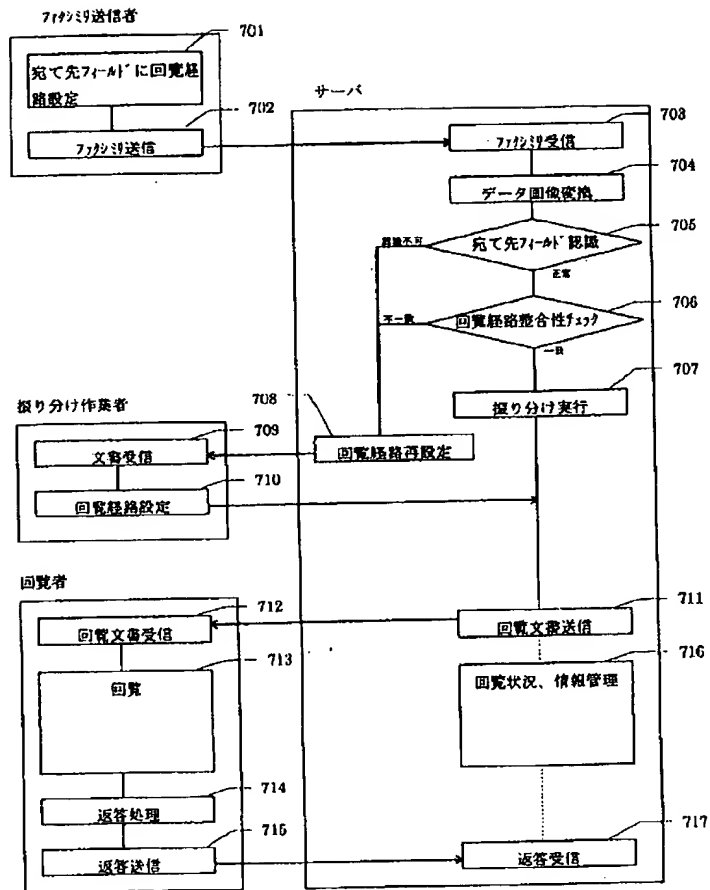 ﾌｧｸｼﾐﾘ送信者
701
宛て先フィールﾄﾞに回覧経
路設定
702
ﾌｧｸｼﾐﾘ送信
サーバ
703
ﾌｧｸｼﾐﾘ受信
704
データ画像変換
705
宛て先フィールﾄﾞ認識
認識不可
正常
706
回覧経路整合性チェック
不一致
一致
707
振り分け実行
708
回覧経路再設定
振り分け作業者
709
文書受信
710
回覧経路設定
回覧者
711
回覧文書送信
712
回覧文書受信
713
回覧
716
回覧状況、情報管理
714
返答処理
715
返答送信
717
返答受信